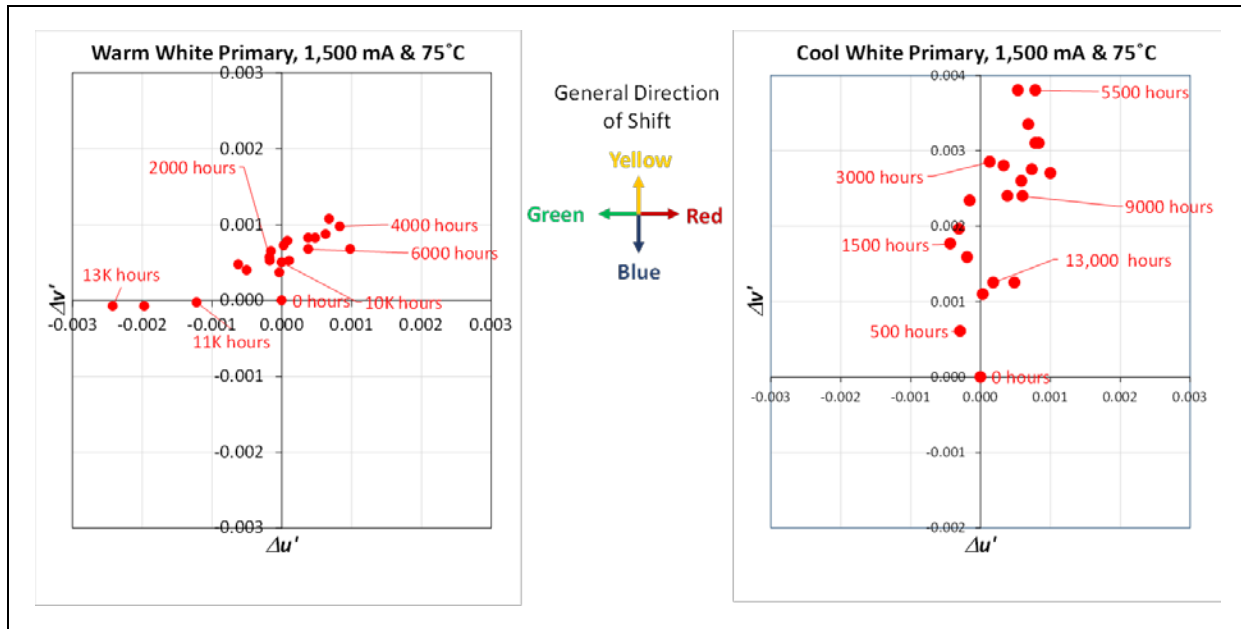 Warm White Primary, 1,500 mA & 75˚C
0.003
0.002
2000 hours
0.001
4000 hours
6000 hours
13K hours
0.000
0 hours
10K hours
-0.003
-0.002
-0.001
0.000
0.001
0.002
0.003
11K hours
-0.001
-0.002
-0.003
Δv'
Δu'
General Direction
of Shift
Yellow
Green
Red
Blue
Cool White Primary, 1,500 mA & 75˚C
0.004
5500 hours
0.003
3000 hours
9000 hours
0.002
1500 hours
13,000 hours
0.001
500 hours
0.000
0 hours
-0.003
-0.002
-0.001
0.000
0.001
0.002
0.003
-0.001
-0.002
Δv'
Δu'